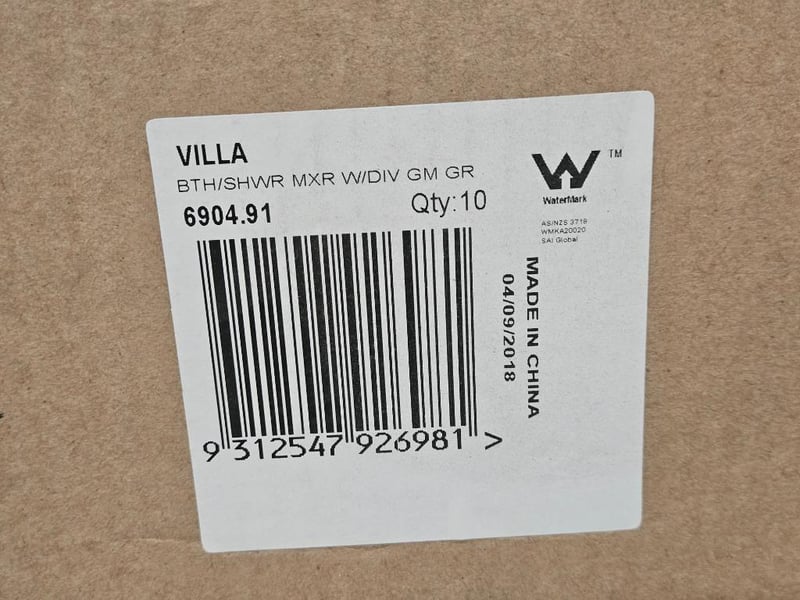 VILLA
BTH/SHWR MXR W/DIV GM GR
6904.91
Qty:10
W TM
WaterMark
AS/NZS 3718
WMKA20020
SAI Global
MADE IN CHINA
04/09/2018
9 312547 926981 >